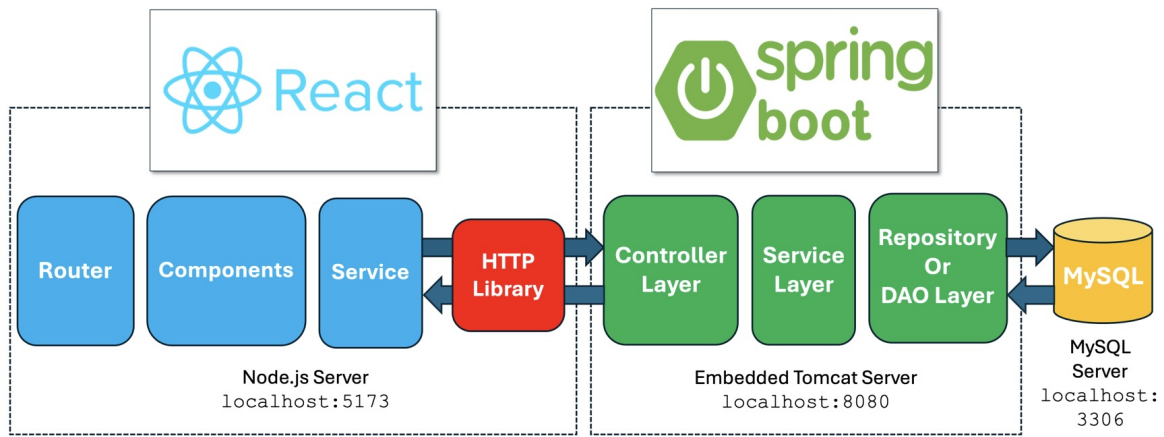 React
spring
boot
Router
Components
Service
HTTP
Library
Controller
Layer
Service
Layer
Repository
Or
DAO Layer
MySQL
Node.js Server
localhost:5173
Embedded Tomcat Server
localhost:8080
MySQL
Server
localhost:
3306